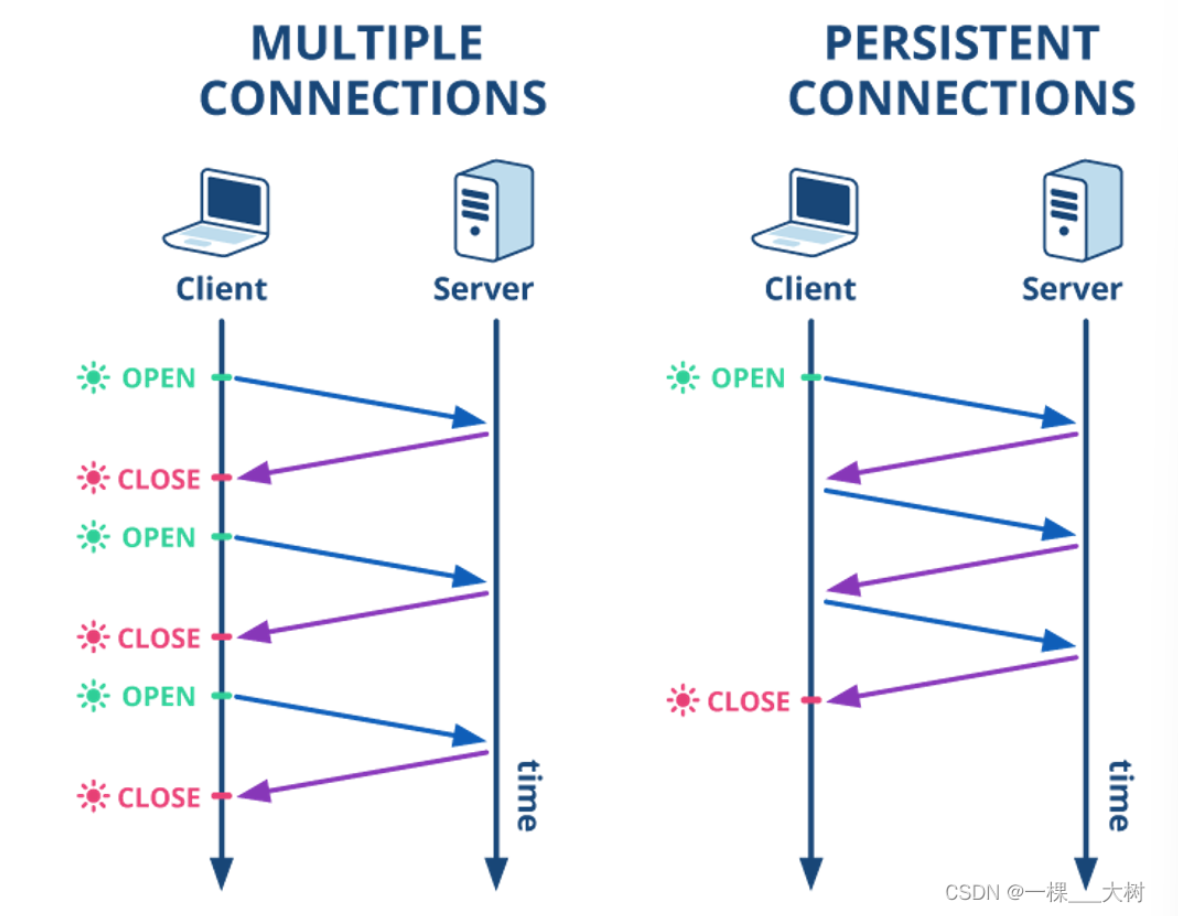 MULTIPLE
CONNECTIONS
Client
Server
OPEN
CLOSE
OPEN
CLOSE
OPEN
CLOSE
time
PERSISTENT
CONNECTIONS
Client
Server
OPEN
CLOSE
time
CSDN @一棵___大树